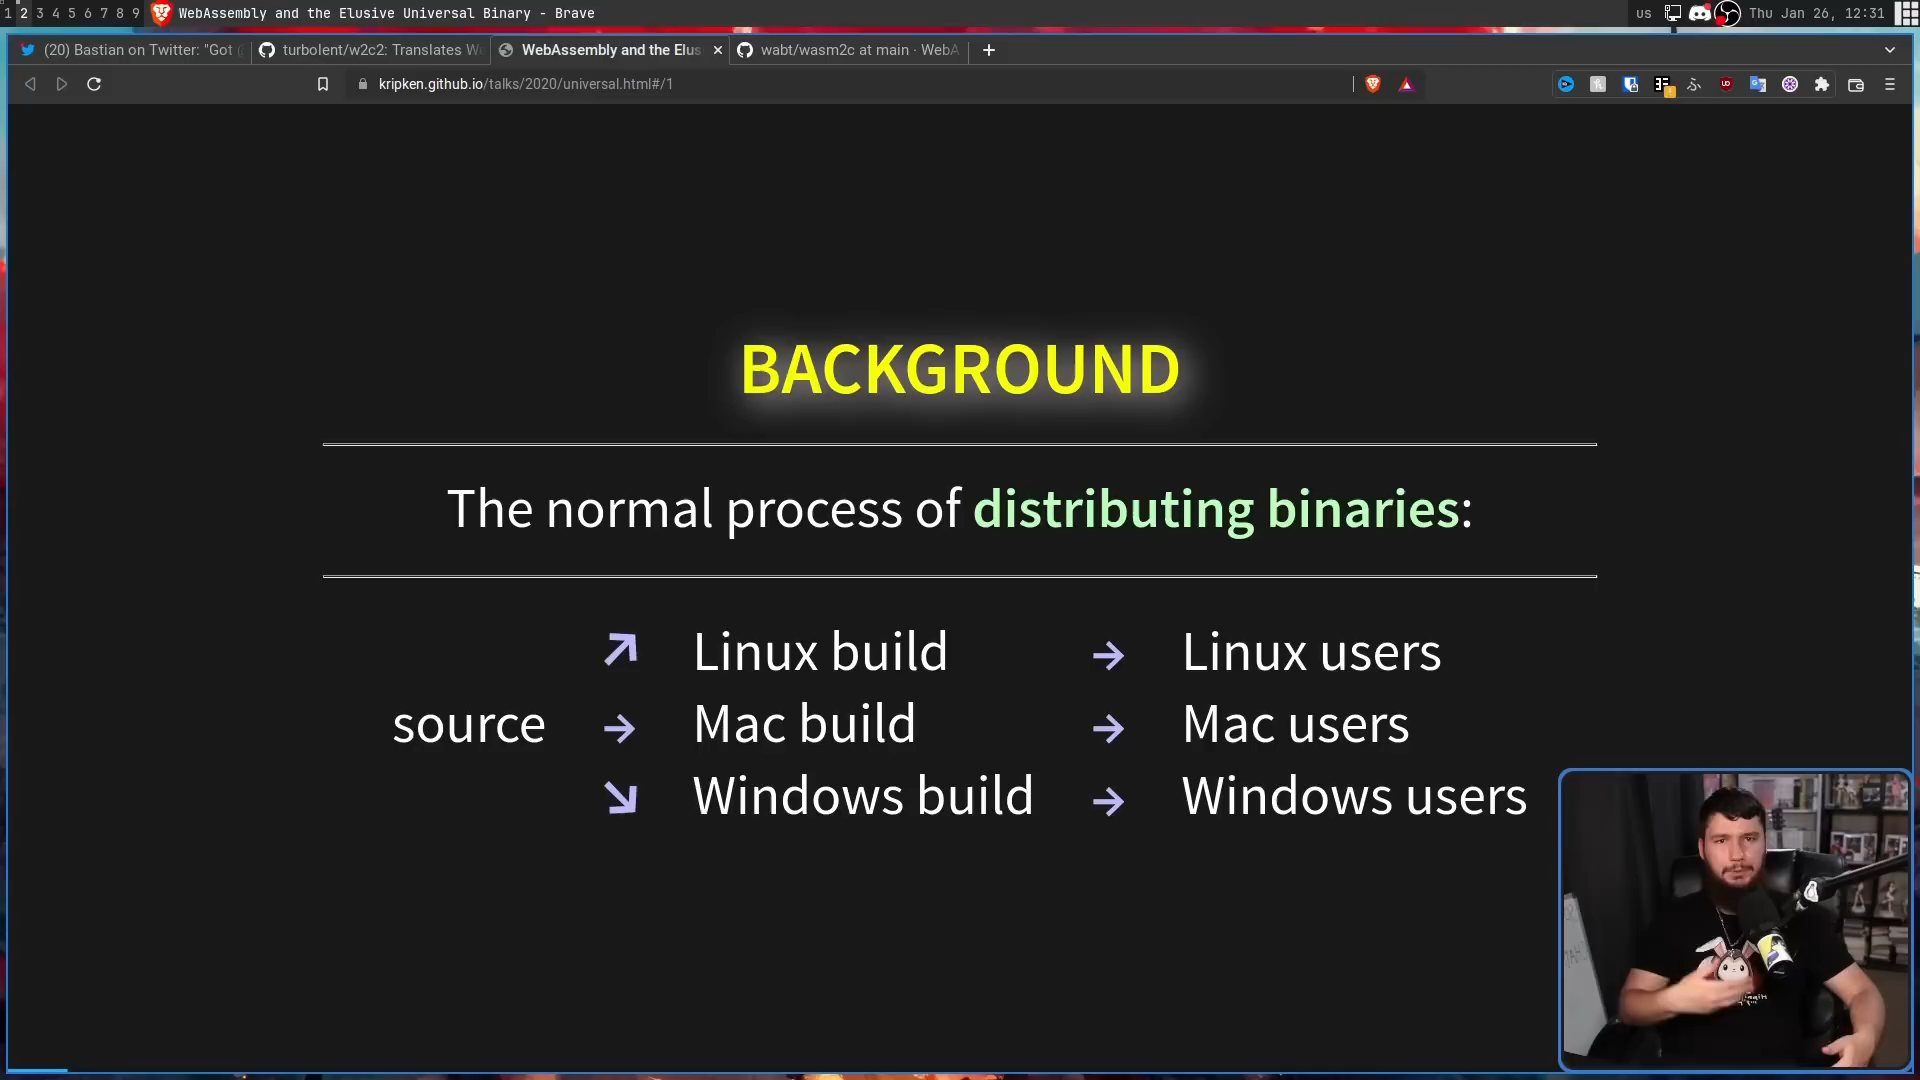 1 2 3 4 5 6 7 8 9 WebAssembly and the Elusive Universal Binary - Brave us Thu Jan 26, 12:31
(20) Bastian on Twitter: "Got turbolent/w2c2: Translates W WebAssembly and the Elus wabt/wasm2c at main · WebA
kripken.github.io/talks/2020/universal.html#/1
BACKGROUND
The normal process of distributing binaries:
Linux build → Linux users
source → Mac build → Mac users
Windows build → Windows users